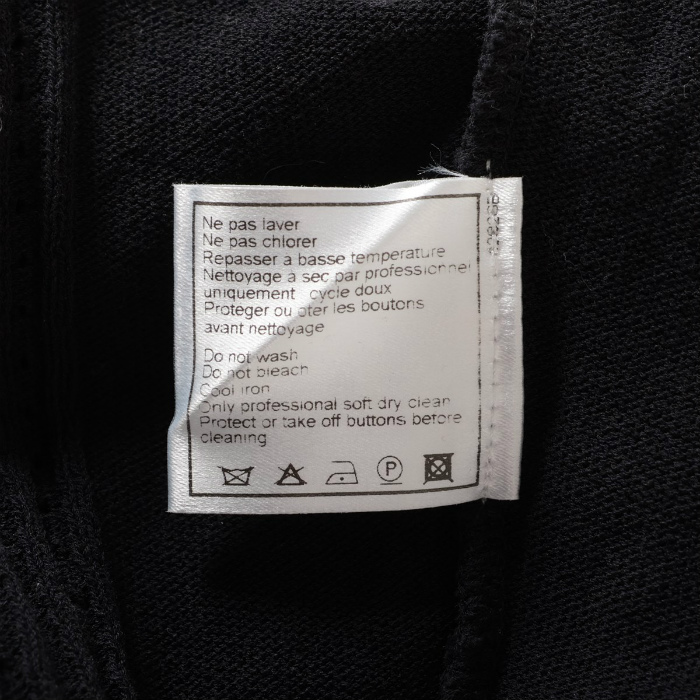 Ne pas laver
Ne pas chlorer
Repasser a basse temperature
Nettoyage a sec par professionnel
uniquement cycle doux
Proteger ou oter les boutons
avant nettoyage
Do not wash
Do not bleach
Cool iron
Only professional soft dry clean
Protect or take off buttons before
cleaning
P